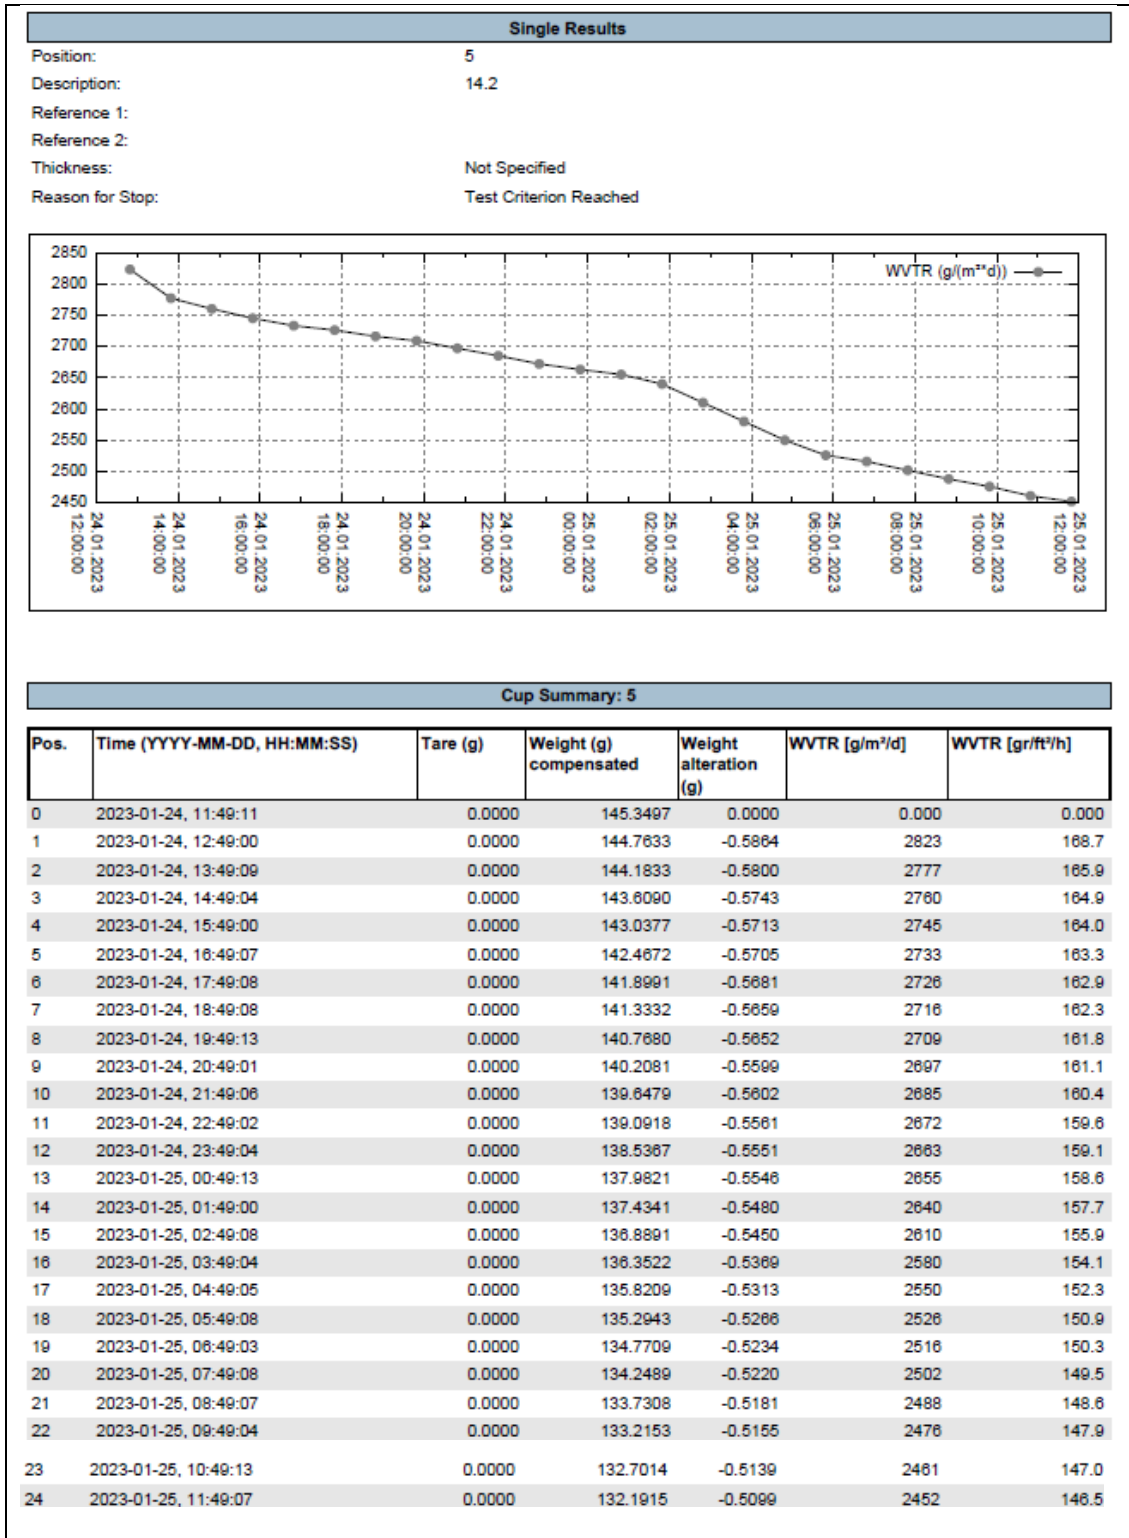 Single Results
Position: 5
Description: 14.2
Reference 1:
Reference 2:
Thickness: Not Specified
Reason for Stop: Test Criterion Reached
WVTR (g/(m²*d))
2850
2800
2750
2700
2650
2600
2550
2500
2450
24.01.2023 12:00:00
24.01.2023 14:00:00
24.01.2023 16:00:00
24.01.2023 18:00:00
24.01.2023 20:00:00
24.01.2023 22:00:00
25.01.2023 00:00:00
25.01.2023 02:00:00
25.01.2023 04:00:00
25.01.2023 06:00:00
25.01.2023 08:00:00
25.01.2023 10:00:00
25.01.2023 12:00:00
Cup Summary: 5
Pos. Time (YYYY-MM-DD, HH:MM:SS) Tare (g) Weight (g) compensated Weight alteration (g) WVTR [g/m²/d] WVTR [gr/ft²/h]
0 2023-01-24, 11:49:11 0.0000 145.3497 0.0000 0.000 0.000
1 2023-01-24, 12:49:00 0.0000 144.7633 -0.5864 2823 168.7
2 2023-01-24, 13:49:09 0.0000 144.1833 -0.5800 2777 165.9
3 2023-01-24, 14:49:04 0.0000 143.6090 -0.5743 2760 164.9
4 2023-01-24, 15:49:00 0.0000 143.0377 -0.5713 2745 164.0
5 2023-01-24, 16:49:07 0.0000 142.4672 -0.5705 2733 163.3
6 2023-01-24, 17:49:08 0.0000 141.8991 -0.5681 2726 162.9
7 2023-01-24, 18:49:08 0.0000 141.3332 -0.5659 2716 162.3
8 2023-01-24, 19:49:13 0.0000 140.7680 -0.5652 2709 161.8
9 2023-01-24, 20:49:01 0.0000 140.2081 -0.5599 2697 161.1
10 2023-01-24, 21:49:06 0.0000 139.6479 -0.5602 2685 160.4
11 2023-01-24, 22:49:02 0.0000 139.0918 -0.5561 2672 159.6
12 2023-01-24, 23:49:04 0.0000 138.5367 -0.5551 2663 159.1
13 2023-01-25, 00:49:13 0.0000 137.9821 -0.5546 2655 158.6
14 2023-01-25, 01:49:00 0.0000 137.4341 -0.5480 2640 157.7
15 2023-01-25, 02:49:08 0.0000 136.8891 -0.5450 2610 155.9
16 2023-01-25, 03:49:04 0.0000 136.3522 -0.5369 2580 154.1
17 2023-01-25, 04:49:05 0.0000 135.8209 -0.5313 2550 152.3
18 2023-01-25, 05:49:08 0.0000 135.2943 -0.5266 2526 150.9
19 2023-01-25, 06:49:03 0.0000 134.7709 -0.5234 2516 150.3
20 2023-01-25, 07:49:08 0.0000 134.2489 -0.5220 2502 149.5
21 2023-01-25, 08:49:07 0.0000 133.7308 -0.5181 2488 148.6
22 2023-01-25, 09:49:04 0.0000 133.2153 -0.5155 2476 147.9
23 2023-01-25, 10:49:13 0.0000 132.7014 -0.5139 2461 147.0
24 2023-01-25, 11:49:07 0.0000 132.1915 -0.5099 2452 146.5